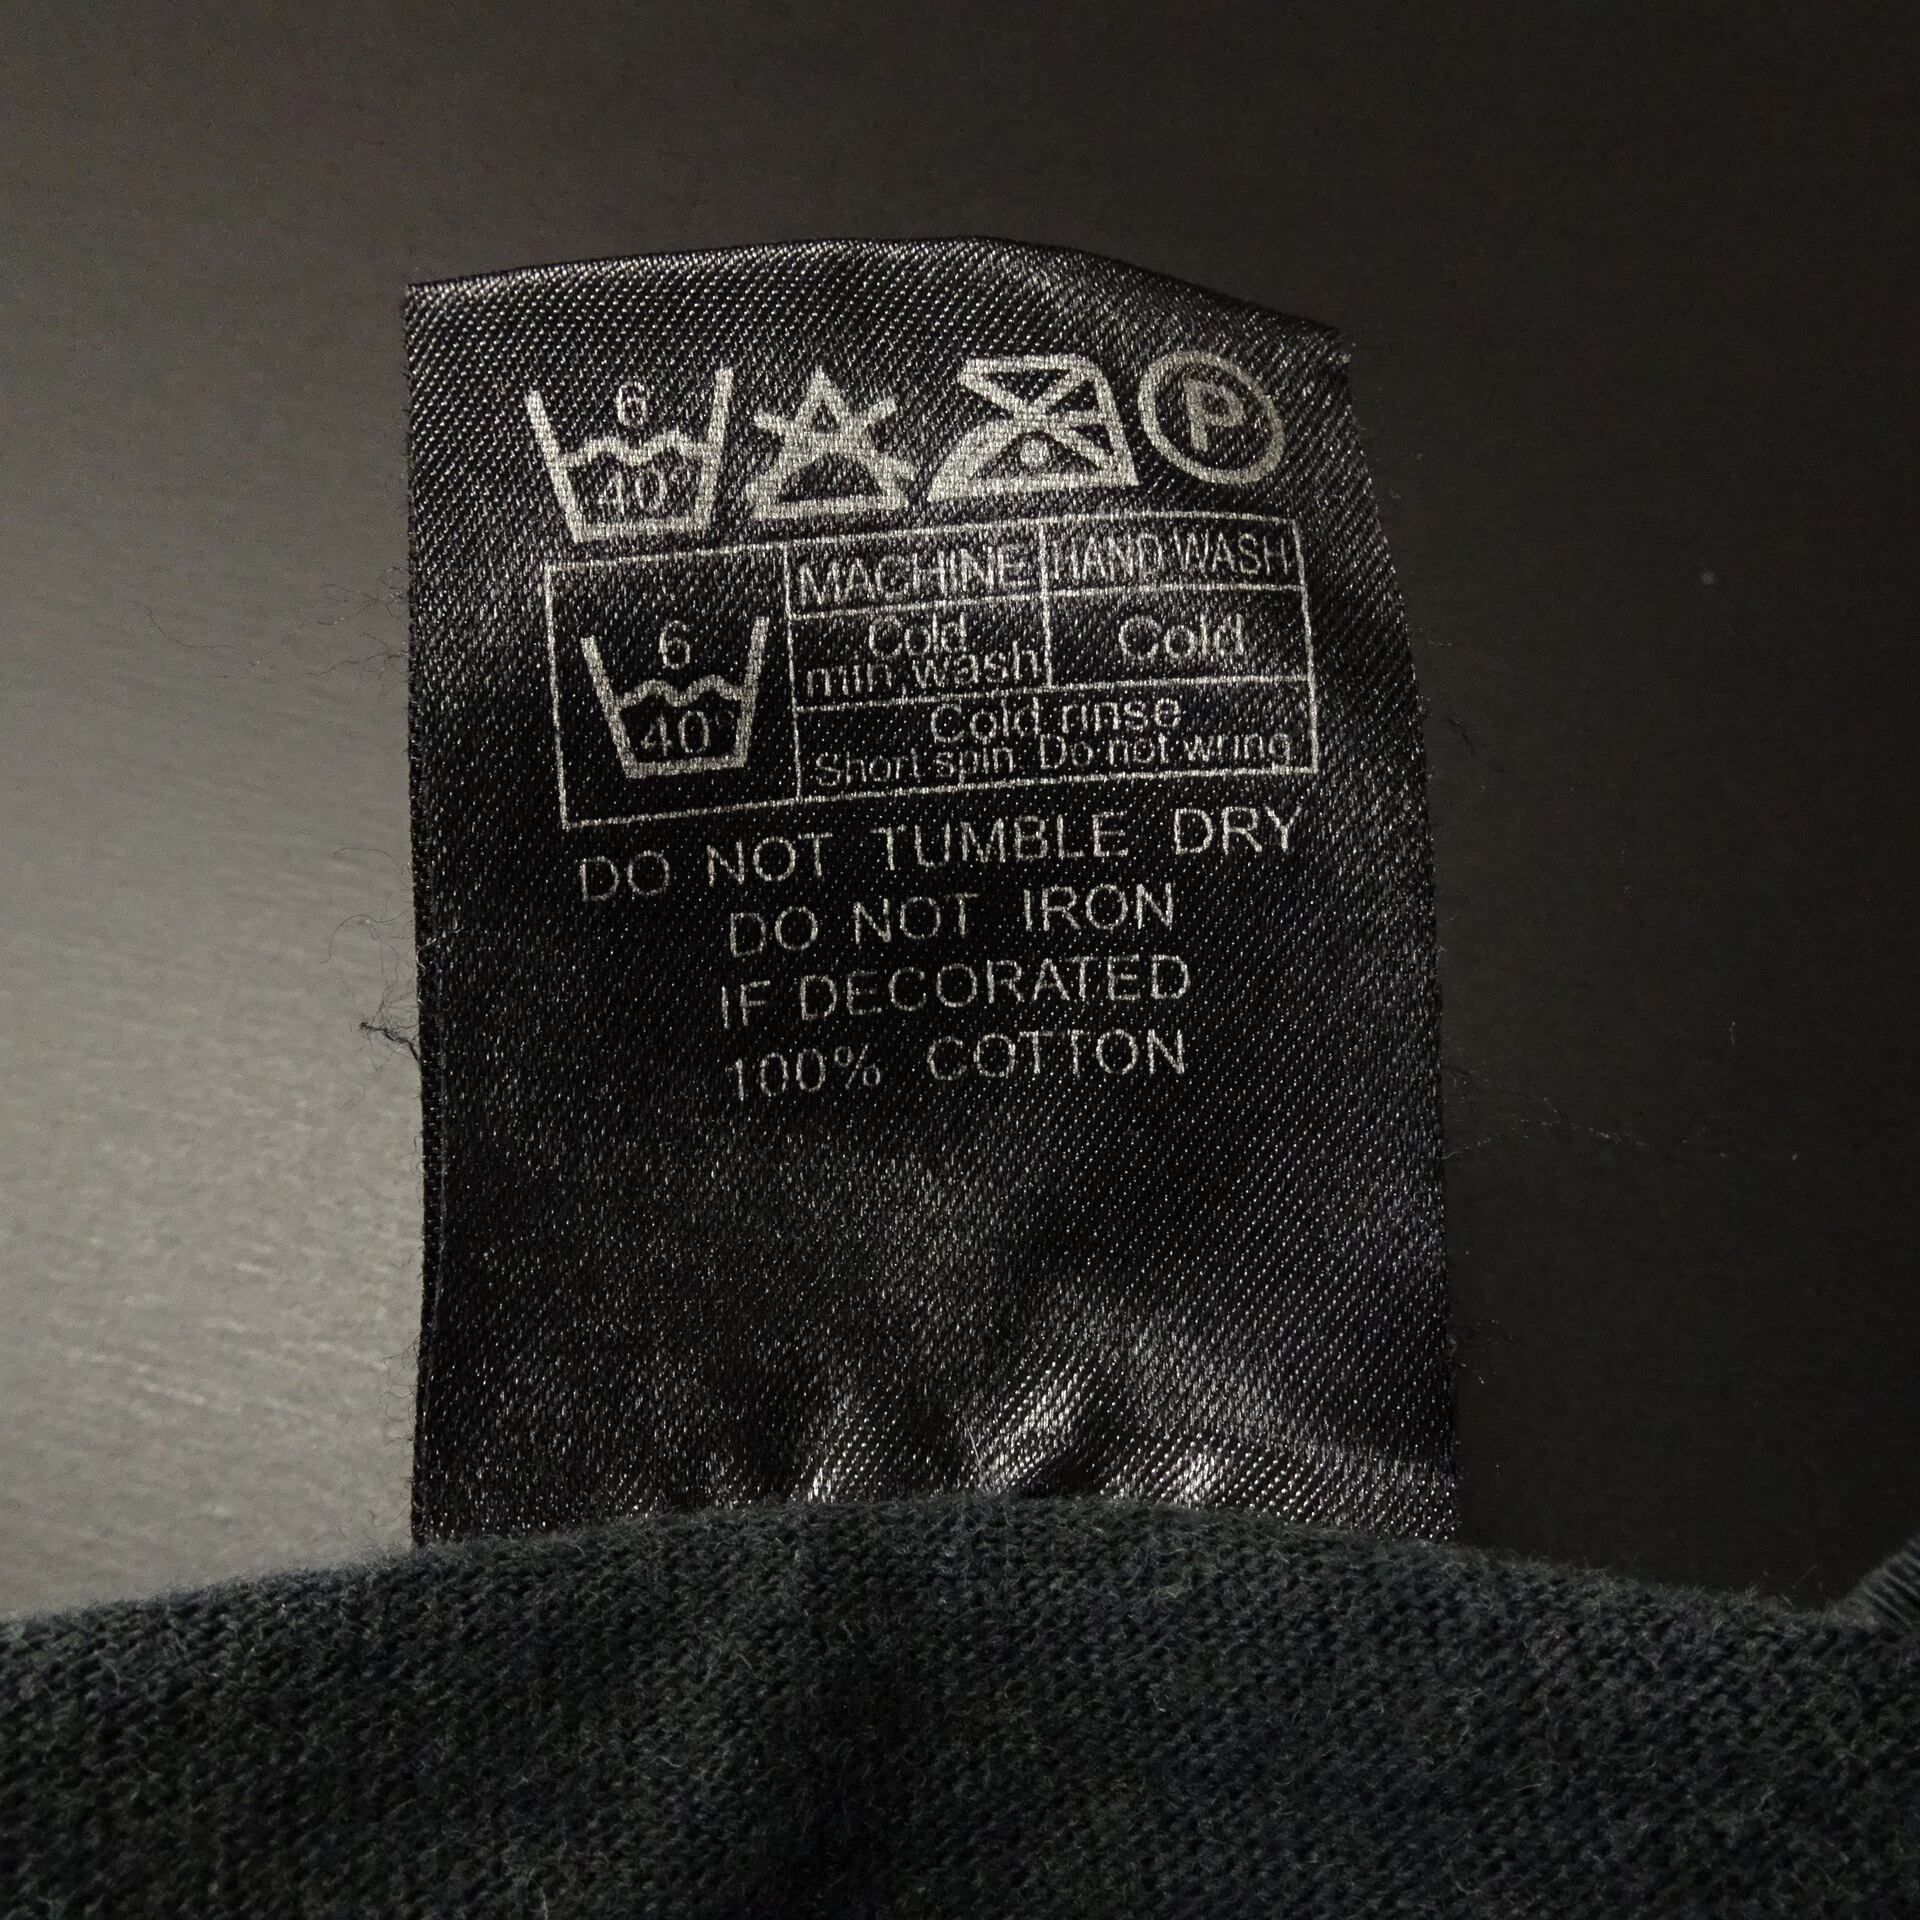 6
40°
P
MACHINE HAND WASH
6
40°
Cold
min wash
Cold
Cold rinse
Short spin. Do not wring
DO NOT TUMBLE DRY
DO NOT IRON
IF DECORATED
100% COTTON